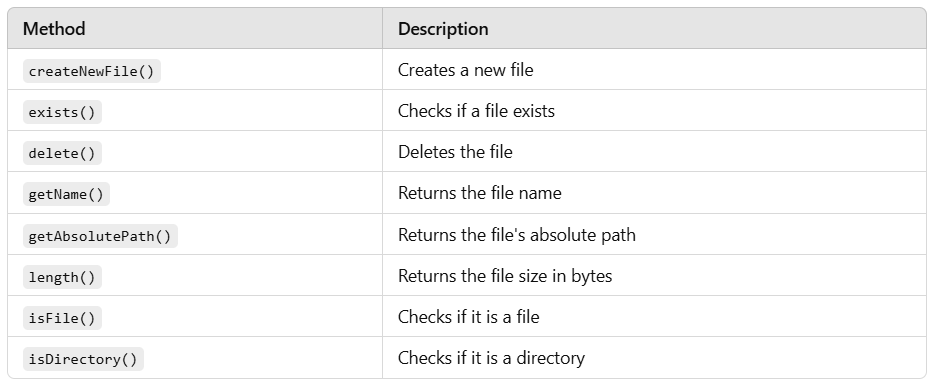 Method Description
createNewFile() Creates a new file
exists() Checks if a file exists
delete() Deletes the file
getName() Returns the file name
getAbsolutePath() Returns the file's absolute path
length() Returns the file size in bytes
isFile() Checks if it is a file
isDirectory() Checks if it is a directory